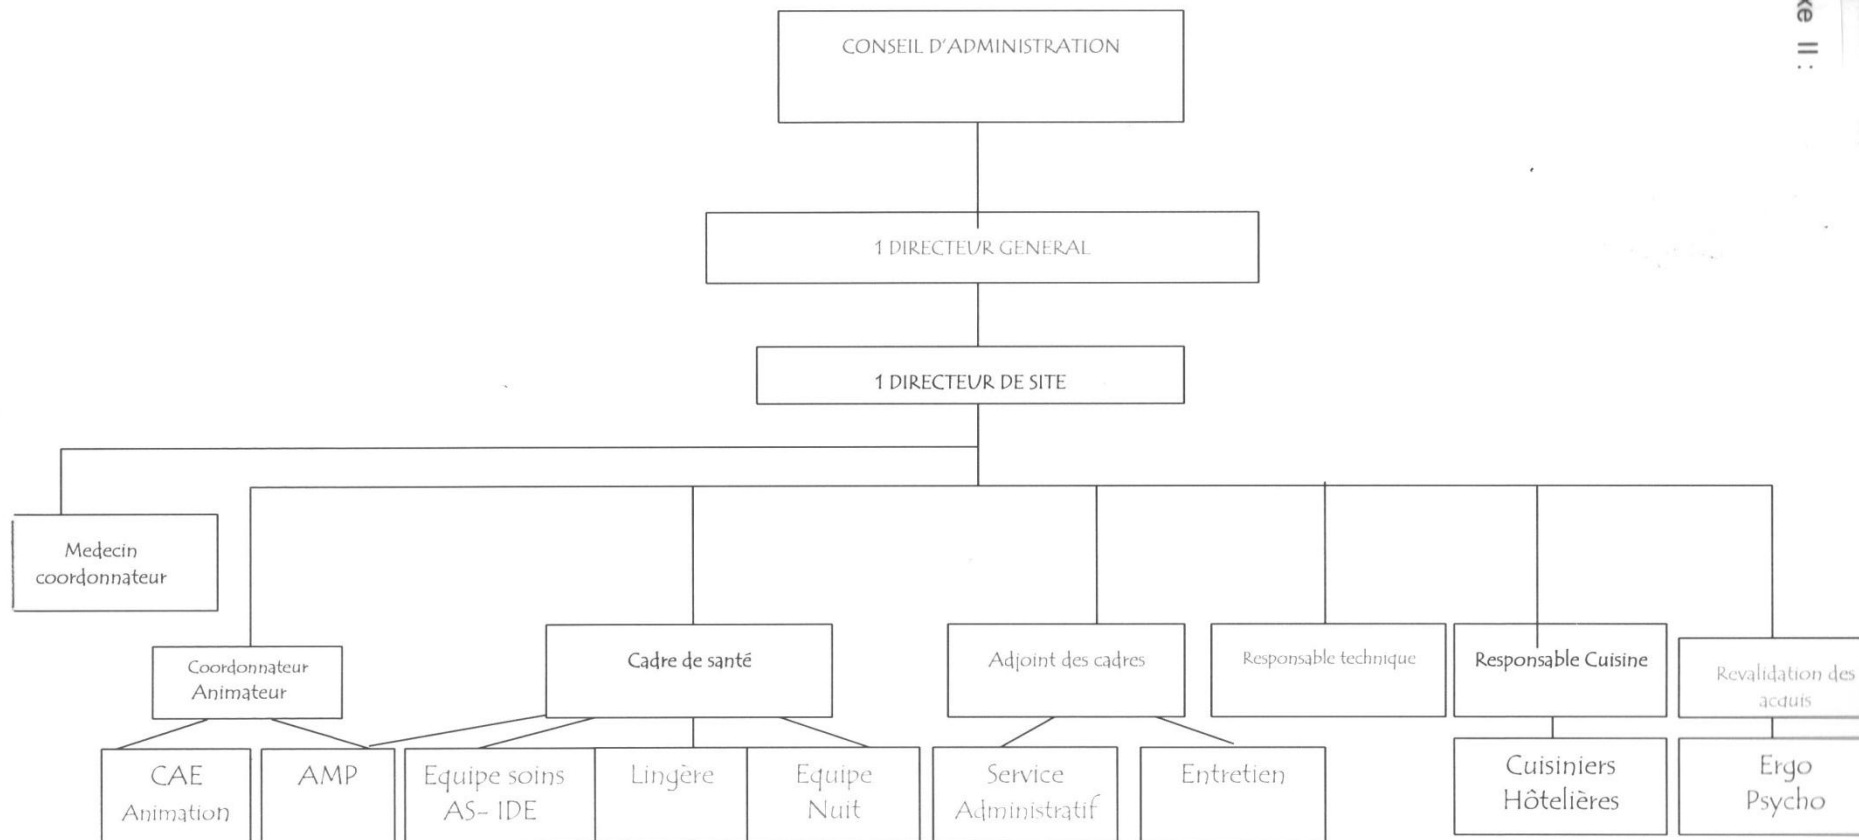 II :
CONSEIL D'ADMINISTRATION
1 DIRECTEUR GENERAL
1 DIRECTEUR DE SITE
Medecin
coordonnateur
Coordonnateur
Animateur
Cadre de santé
Adjoint des cadres
Responsable technique
Responsable Cuisine
Revalidation des
acquis
CAE
Animation
AMP
Equipe soins
AS- IDE
Lingère
Equipe
Nuit
Service
Administratif
Entretien
Cuisiniers
Hôtelières
Ergo
Psycho